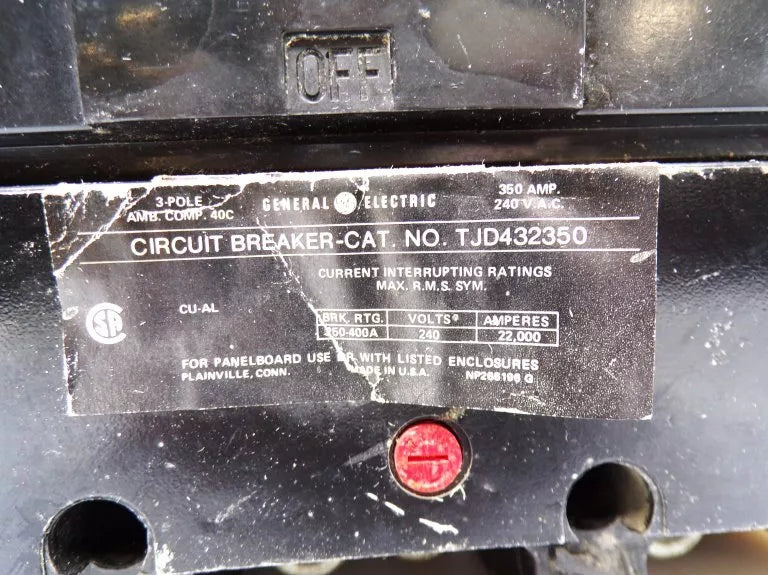 OFF
3-POLE
AMB. COMP. 40C
GENERAL GE ELECTRIC
350 AMP.
240 V.A.C.
CIRCUIT BREAKER-CAT. NO. TJD432350
CURRENT INTERRUPTING RATINGS
MAX. R.M.S. SYM.
CU-AL
SA
BRK. RTG. VOLTS AMPERES
250-400A 240 22,000
FOR PANELBOARD USE OR WITH LISTED ENCLOSURES
PLAINVILLE, CONN. MADE IN U.S.A. G